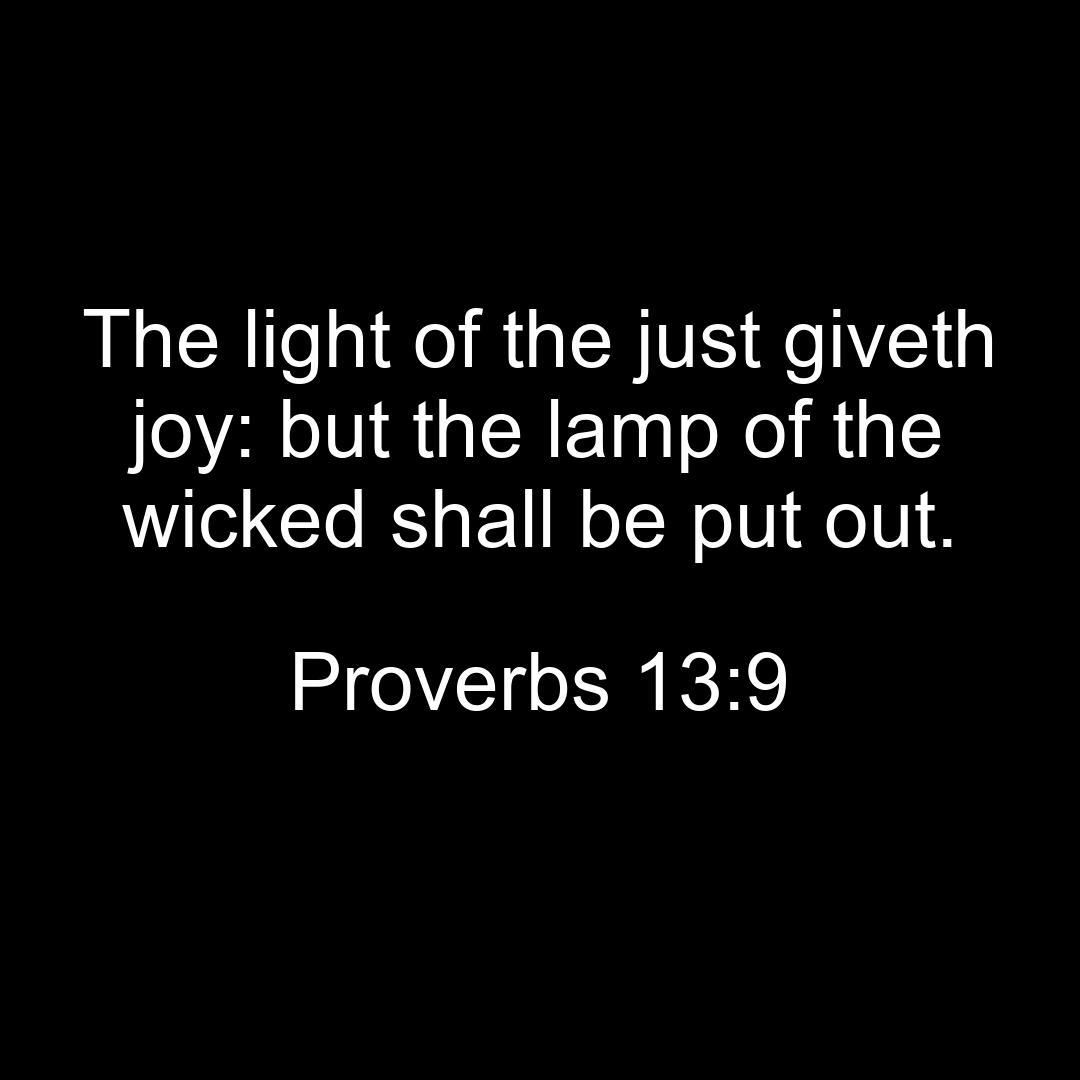 The light of the just giveth
joy: but the lamp of the
wicked shall be put out.
Proverbs 13:9